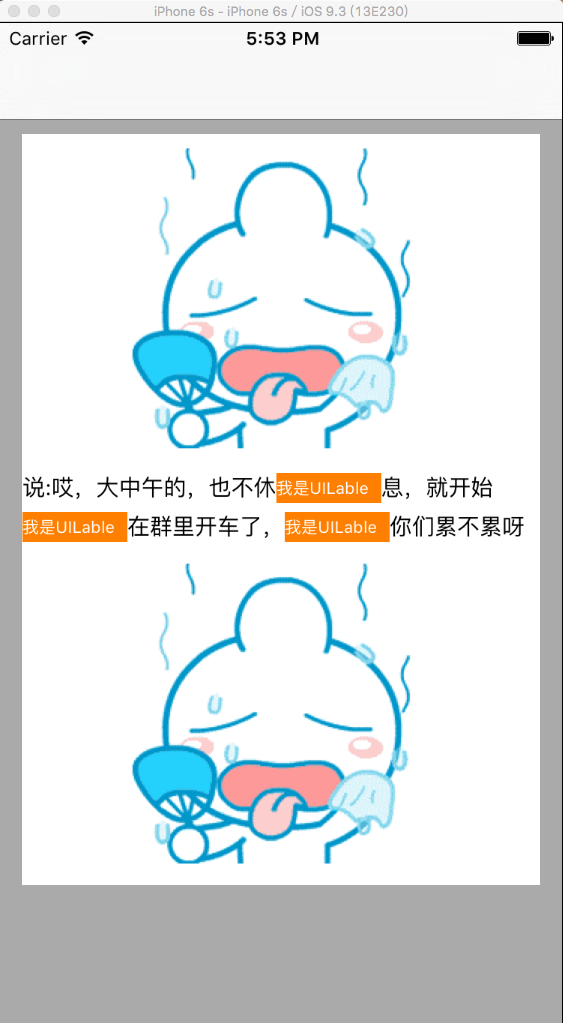 iPhone 6s - iPhone 6s / iOS 9.3 (13E230)
Carrier 5:53 PM
说:哎，大中午的，也不休我是UILable息，就开始
我是UILable在群里开车了，我是UILable你们累不累呀